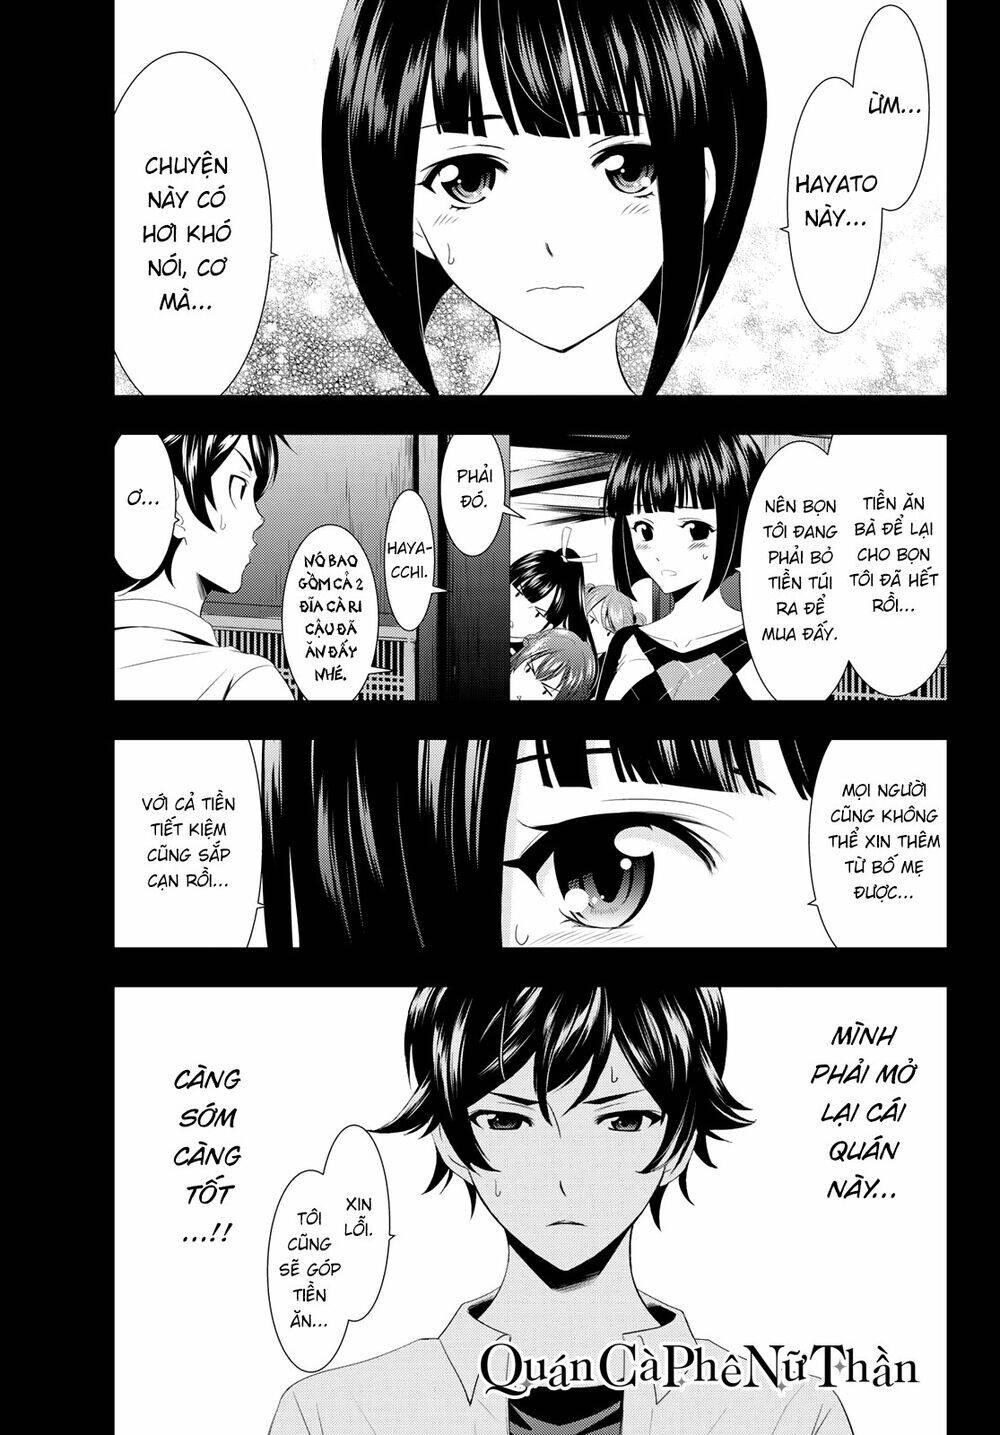 ỪM...
HAYATO
NÀY...
CHUYỆN
NÀY CÓ
HƠI KHÓ
NÓI, CƠ
MÀ...
TIỀN ĂN
BÀ ĐỂ LẠI
CHO BỌN
TÔI ĐÃ HẾT
RỒI...
NÊN BỌN
TÔI ĐANG
PHẢI BỎ
TIỀN TÚI
RA ĐỂ
MUA ĐẤY.
PHẢI
ĐÓ.
HAYA-
CCHI.
NÓ BAO
GỒM CẢ 2
ĐĨA CÀ RI
CẬU ĐÃ
ĂN ĐẤY
NHÉ.
Ơ...
MỌI NGƯỜI
CŨNG KHÔNG
THỂ XIN THÊM
TỪ BỐ MẸ
ĐƯỢC...
VỚI CẢ TIỀN
TIẾT KIỆM
CŨNG SẮP
CẠN RỒI...
MÌNH
PHẢI MỞ
LẠI CÁI
QUÁN
NÀY...
CÀNG
SỚM
CÀNG
TỐT
...!!
XIN
LỖI.
TÔI
CŨNG
SẼ GÓP
TIỀN
ĂN...
Quán Cà Phê Nữ Thần